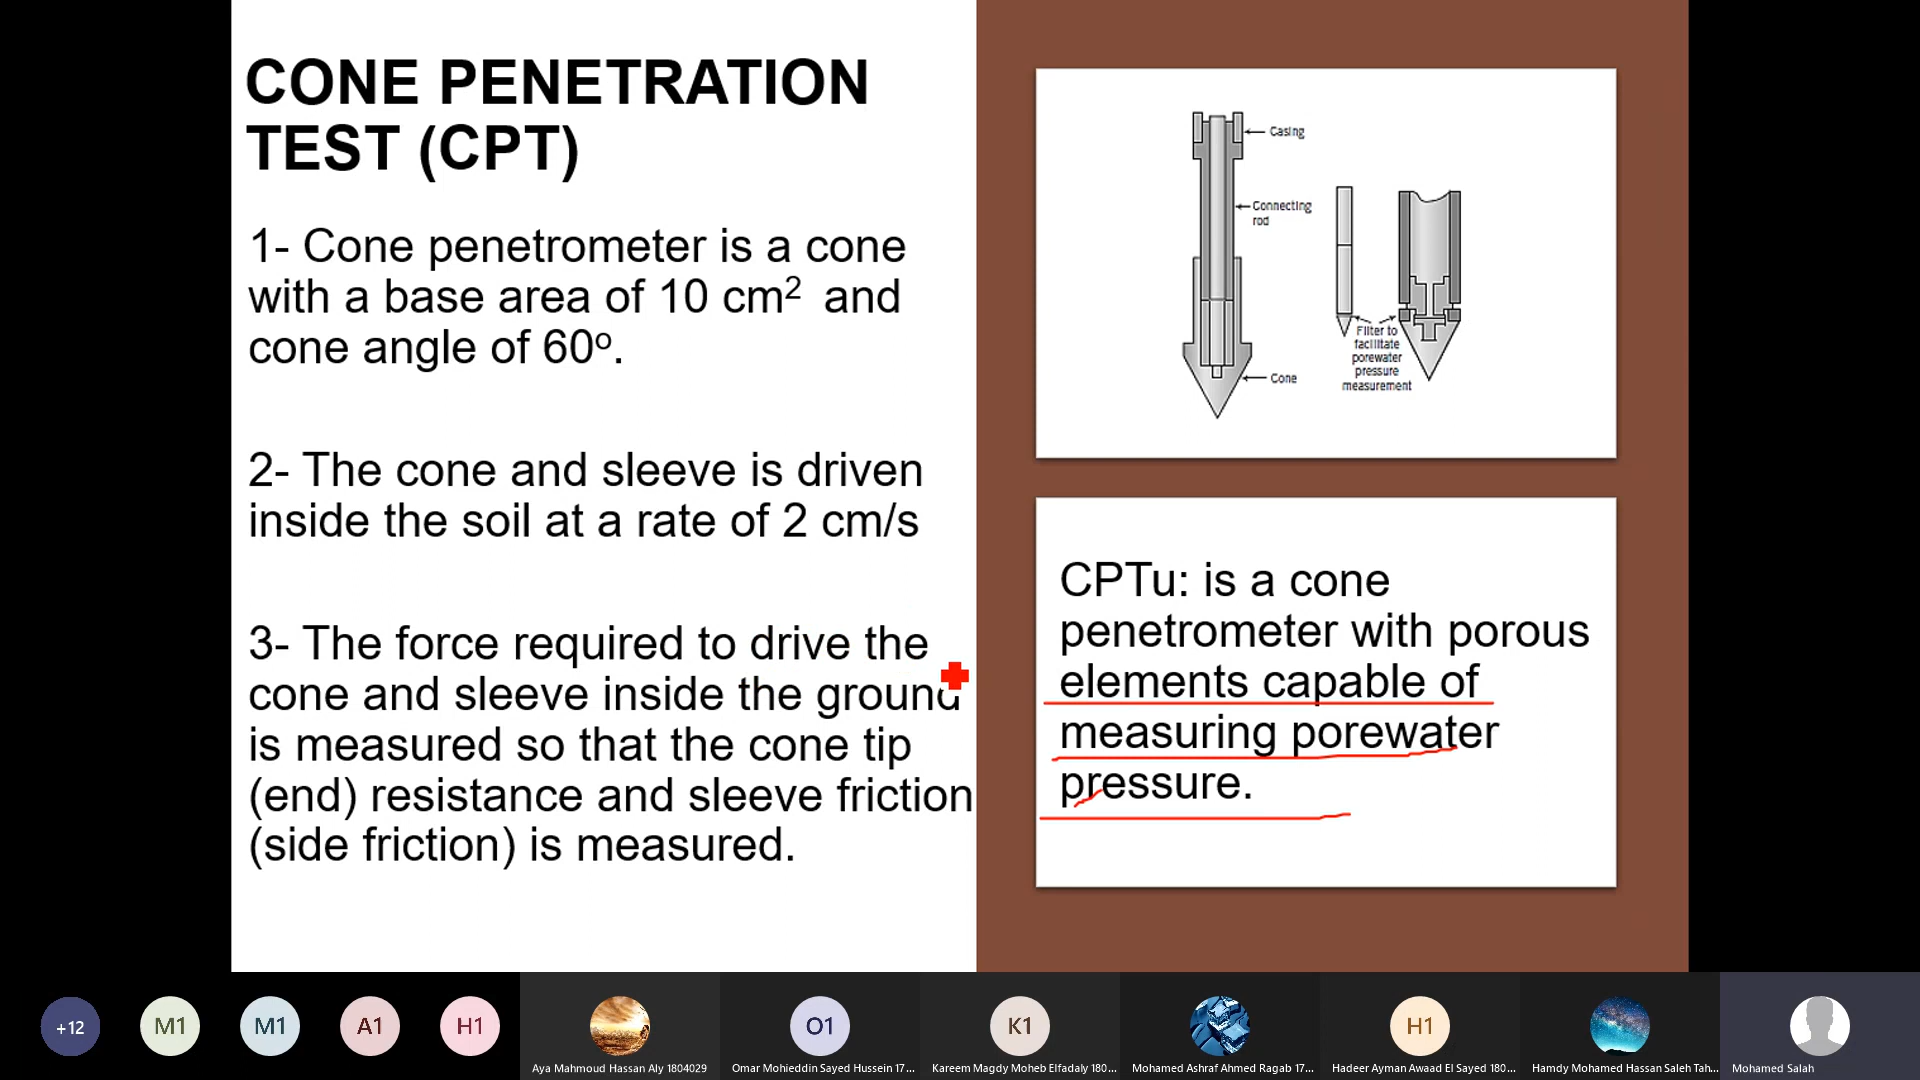 CONE PENETRATION
TEST (CPT)
1- Cone penetrometer is a cone
with a base area of 10 cm² and
cone angle of 60º.
2- The cone and sleeve is driven
inside the soil at a rate of 2 cm/s
3- The force required to drive the
cone and sleeve inside the ground
is measured so that the cone tip
(end) resistance and sleeve friction
(side friction) is measured.
Casing
Connecting
rod
Cone
Filter to
facilitate
porewater
pressure
measurement
CPTu: is a cone
penetrometer with porous
elements capable of
measuring porewater
pressure.
+12
M1
M1
A1
H1
Aya Mahmoud Hassan Aly 1804029
O1
Omar Mohieddin Sayed Hussein 17...
K1
Kareem Magdy Moheb Elfadaly 180...
Mohamed Ashraf Ahmed Ragab 17...
H1
Hadeer Ayman Awaad El Sayed 180...
Hamdy Mohamed Hassan Saleh Tah...
Mohamed Salah